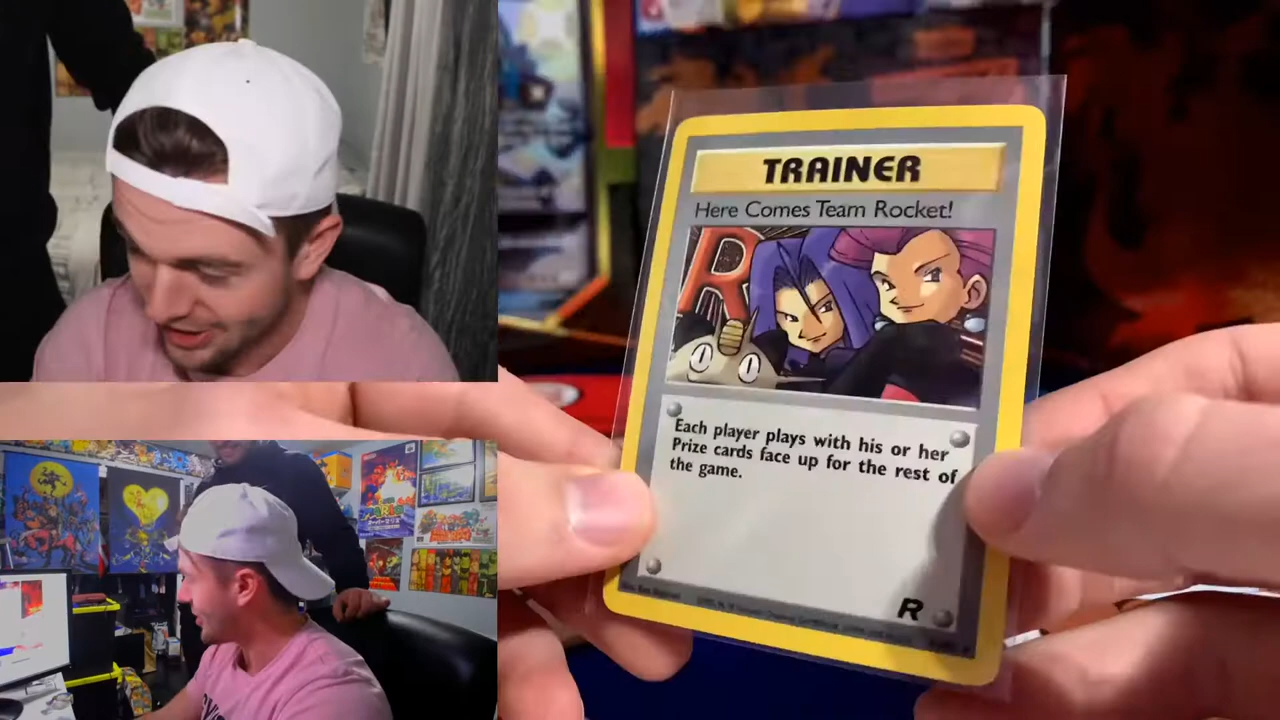 TRAINER
Here Comes Team Rocket!
R
Each player plays with his or her
Prize cards face up for the rest of
the game.
R